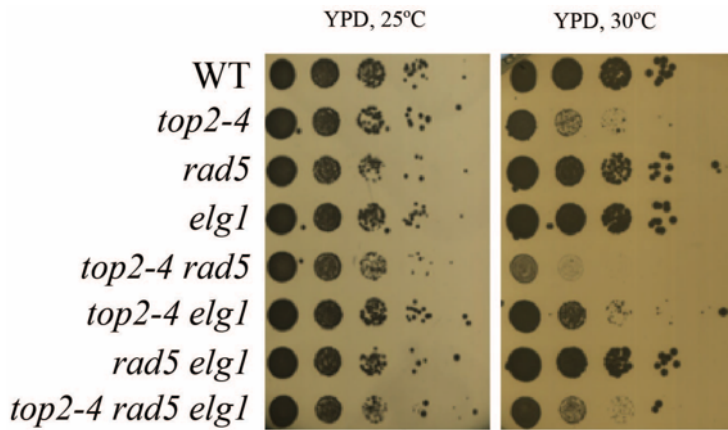 YPD, 25ºC YPD, 30ºC
WT
top2-4
rad5
elg1
top2-4 rad5
top2-4 elg1
rad5 elg1
top2-4 rad5 elg1